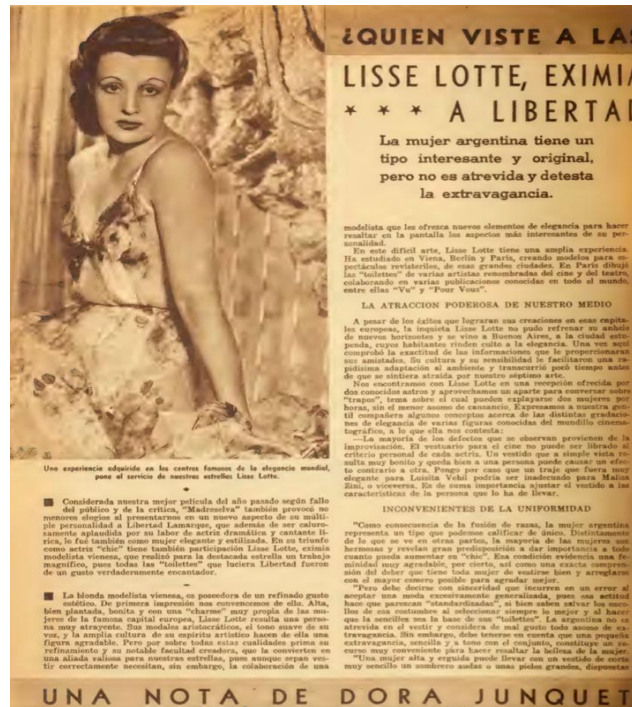 ¿QUIEN VISTE A LAS
LISSE LOTTE, EXIMIA
* * * A LIBERTAD
La mujer argentina tiene un
tipo interesante y original,
pero no es atrevida y detesta
la extravagancia.
Una experiencia adquirida en los centros famosos de la elegancia mundial,
pone al servicio de nuestras estrellas Lisse Lotte.
Considerada nuestra mejor película del año pasado según fallo
del público y de la crítica, "Madreselva" también provocó no
menores elogios al presentarnos en un nuevo aspecto de su múlti-
ple personalidad a Libertad Lamarque, que además de ser caluro-
samente aplaudida por su labor de actriz dramática y cantante lí-
rica, lo fué también como mujer elegante y estilizada. En su triunfo
como actriz "chic" tiene también participación Lisse Lotte, eximia
modelista vienesa, que realizó para la destacada estrella un trabajo
magnífico, pues todas las "toilettes" que luciera Libertad fueron
de un gusto verdaderamente encantador.
La blonda modelista vienesa, es poseedora de un refinado gusto
estético. De primera impresión nos convencemos de ello. Alta,
bien plantada, bonita y con una "charme" muy propia de las mu-
jeres de la famosa capital europea, Lisse Lotte resulta una perso-
na muy atrayente. Sus modales aristocráticos, el tono suave de su
voz, y la amplia cultura de su espíritu artístico hacen de ella una
figura agradable. Pero por sobre todas estas cualidades prima su
refinamiento y su notable facultad creadora, que la convierten en
una aliada valiosa para nuestras estrellas, pues aunque sepan ves-
tir correctamente necesitan, sin embargo, la colaboración de una
modelista que les ofrezca nuevos elementos de elegancia para hacer
resaltar en la pantalla los aspectos más interesantes de su per-
sonalidad.
En este difícil arte, Lisse Lotte tiene una amplia experiencia.
Ha estudiado en Viena, Berlín y París, creando modelos para es-
pectáculos revisteriles, de esas grandes ciudades. En París dibujó
las "toilettes" de varias artistas renombradas del cine y del teatro,
colaborando en varias publicaciones conocidas en todo el mundo,
entre ellas "Vu" y "Pour Vous".
LA ATRACCION PODEROSA DE NUESTRO MEDIO
A pesar de los éxitos que lograran sus creaciones en esas capita-
les europeas, la inquieta Lisse Lotte no pudo refrenar su anhelo
de nuevos horizontes y se vino a Buenos Aires, a la ciudad estu-
penda, cuyos habitantes rinden culto a la elegancia. Una vez aquí
comprobó la exactitud de las informaciones que le proporcionaran
sus amistades. Su cultura y su sensibilidad le facilitaron una ra-
pidísima adaptación al ambiente y transcurrió pocó tiempo antes
de que se sintiera atraída por nuestro séptimo arte.
Nos encontramos con Lisse Lotte en una recepción ofrecida por
dos conocidos astros y aprovechamos un aparte para conversar sobre
"trapos", tema sobre el cual pueden explayarse dos mujeres por
horas, sin el menor asomo de cansancio. Expresamos a nuestra gen-
til compañera algunos conceptos acerca de las distintas gradacio-
nes de elegancia de varias figuras conocidas del mundillo cinema-
tográfico, a lo que ella nos contesta:
—La mayoría de los defectos que se observan provienen de la
improvisación. El vestuario para el cine no puede ser librado al
criterio personal de cada actriz. Un vestido que a simple vista re-
sulta muy bonito y queda bien a una persona puede causar un efec-
to contrario a otra. Pongo por caso que un traje que fuera muy
elegante para Luisita Vehil podría ser inadecuado para Malisa
Zini, o viceversa. Es de suma importancia ajustar el vestido a las
características de la persona que lo ha de llevar.
INCONVENIENTES DE LA UNIFORMIDAD
"Como consecuencia de la fusión de razas, la mujer argentina
representa un tipo que podemos calificar de único. Distintamente
de lo que se ve en otras partes, la mayoría de las mujeres son
hermosas y revelan gran predisposición a dar importancia a todo
cuanto pueda aumentar su "chic". Esa condición evidencia una fe-
minidad muy agradable, por cierto, así como una exacta compren-
sión del deber que tiene toda mujer de vestirse bien y arreglarse
con el mayor esmero posible para agradar mejor.
"Pero debe decirse con sinceridad que incurren en un error al
aceptar una moda excesivamente generalizada, pues esa actitud
hace que parezcan "standardizadas", si bien saben salvar los esco-
llos de esa costumbre al seleccionar siempre lo mejor y al hacer
que la sencillez sea la base de sus "toilettes". La argentina no es
atrevida en el vestir y considera de mal gusto todo asomo de ex-
travagancia. Sin embargo, debe tenerse en cuenta que una pequeña
extravagancia, sencilla y a tono con el conjunto, constituye un re-
curso muy conveniente para hacer resaltar la belleza de la mujer.
"Una mujer alta y erguida puede llevar con un vestido de corte
muy sencillo un sombrero audaz o unas pieles grandes, dispuestas
UNA NOTA DE DORA JUNQUET